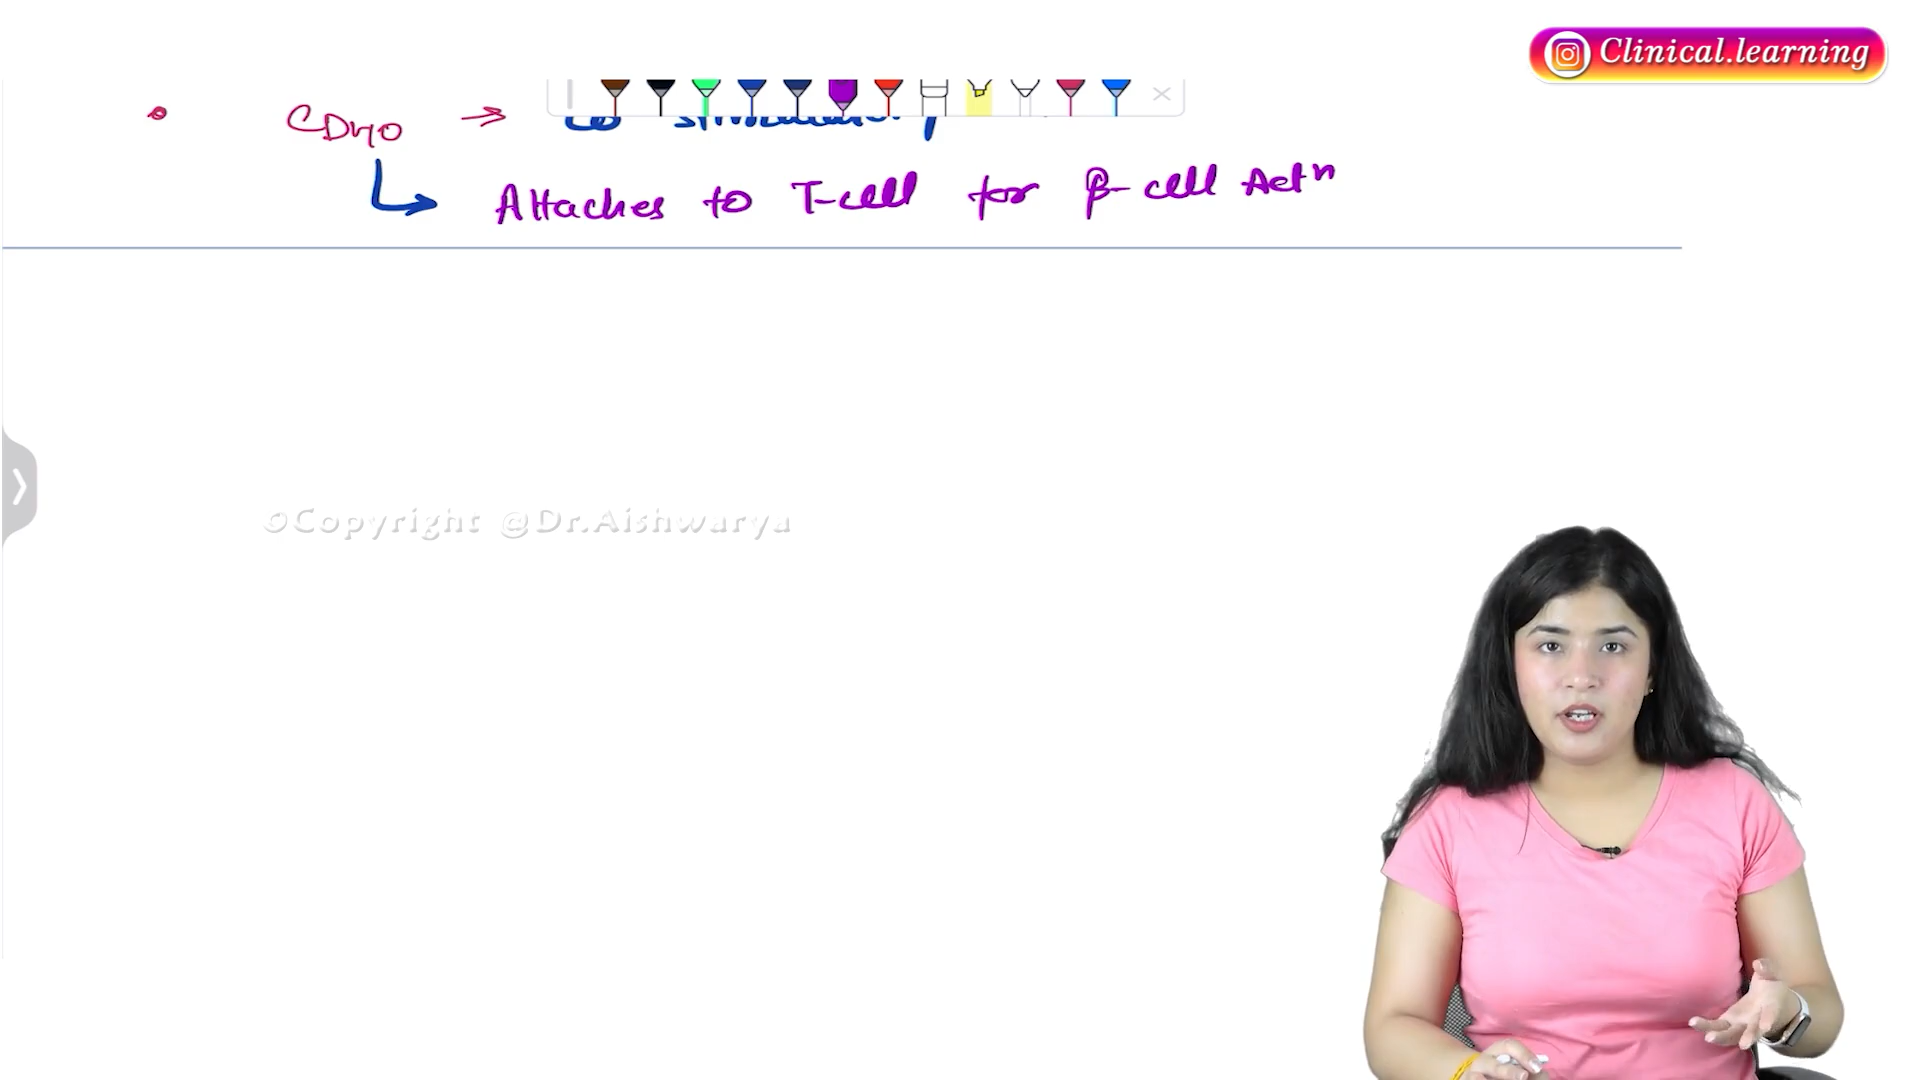 Clinical.learning
CD40 →
Attaches to T-cell for β-cell Actⁿ
©Copyright @Dr.Aishwarya